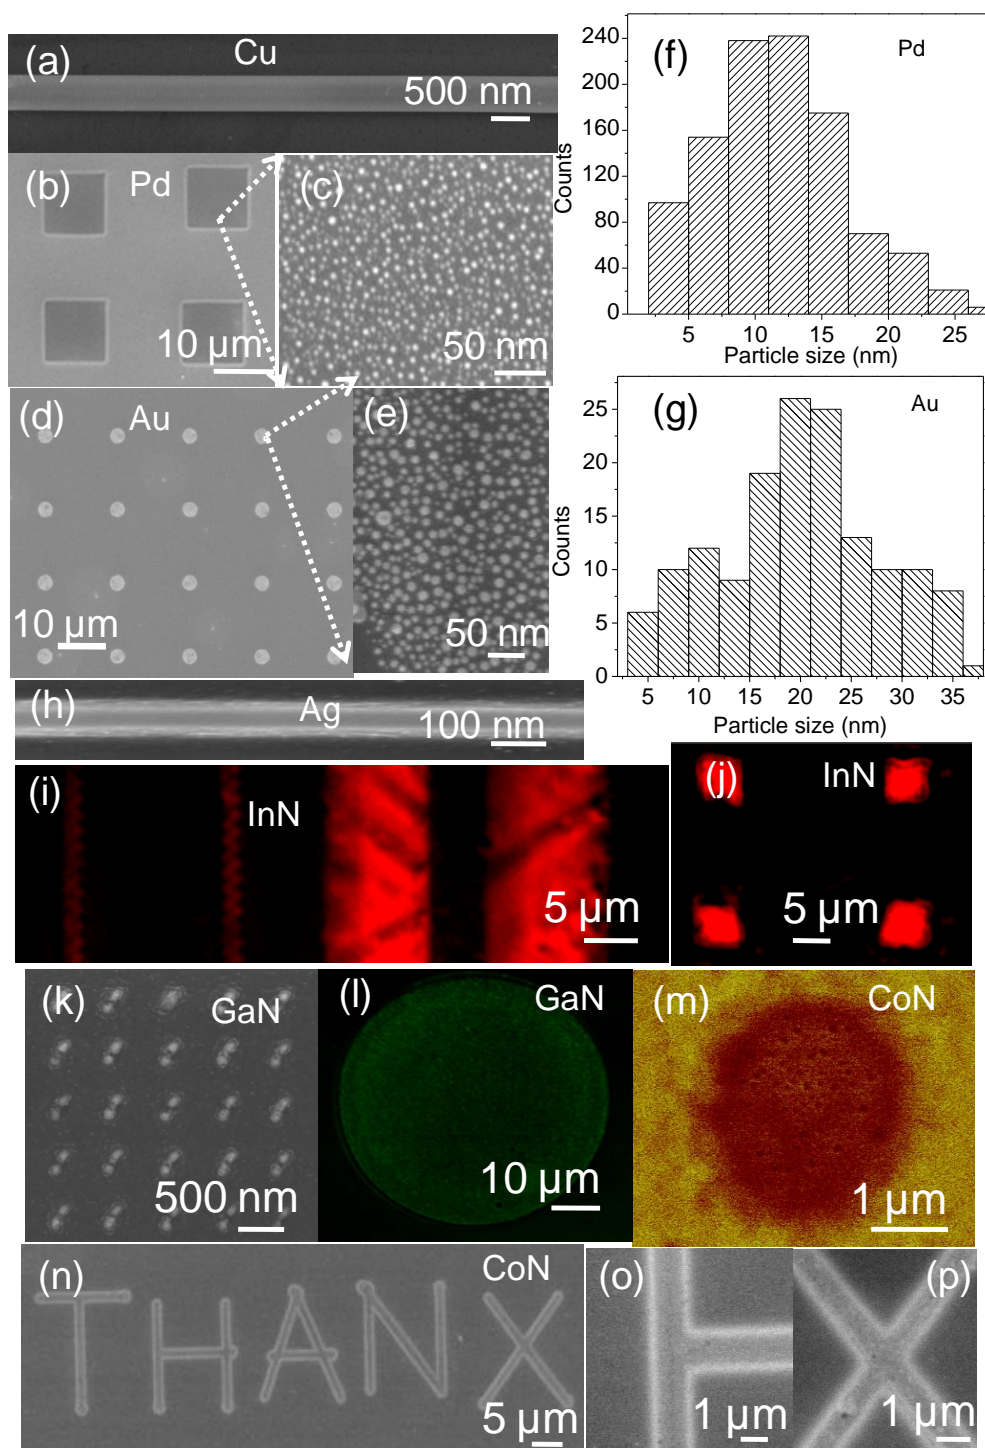 (a)
Cu
500 nm
(b)
Pd
10 µm
(c)
50 nm
(f)
Pd
240
200
160
120
80
40
0
Counts
5
10
15
20
25
Particle size (nm)
(d)
Au
10 µm
(e)
50 nm
(g)
Au
25
20
15
10
5
0
Counts
5
10
15
20
25
30
35
Particle size (nm)
(h)
Ag
100 nm
(i)
InN
5 µm
(j)
InN
5 µm
(k)
GaN
500 nm
(l)
GaN
10 µm
(m)
CoN
1 µm
(n)
CoN
THANX
5 µm
(o)
1 µm
(p)
1 µm